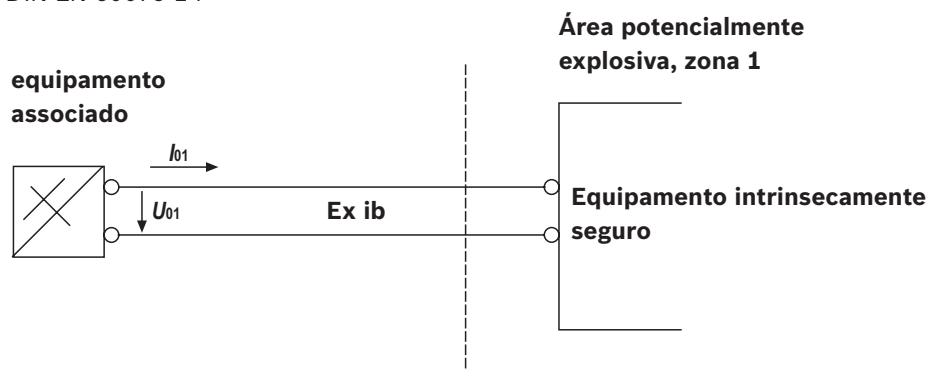 Área potencialmente
explosiva, zona 1
equipamento
associado
I01
U01
Ex ib
Equipamento intrinsecamente
seguro